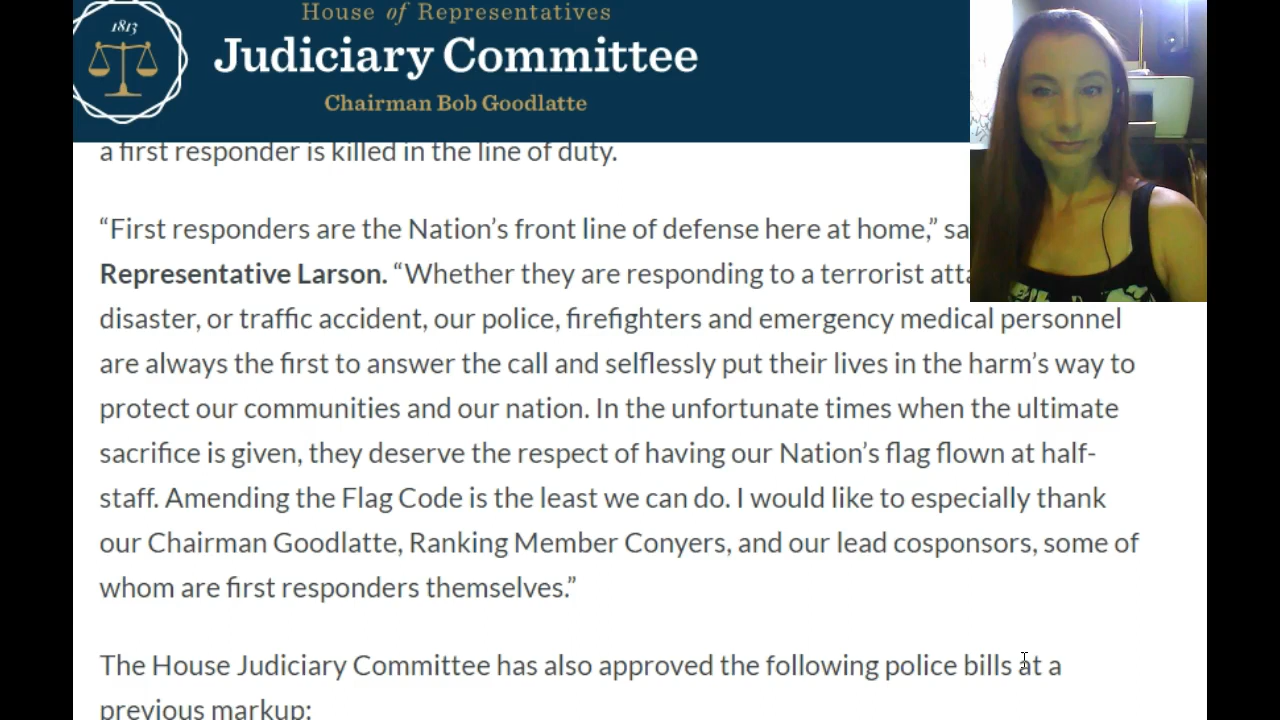 House of Representatives
1813
Judiciary Committee
Chairman Bob Goodlatte
a first responder is killed in the line of duty.
“First responders are the Nation’s front line of defense here at home,” sa
Representative Larson. “Whether they are responding to a terrorist atta
disaster, or traffic accident, our police, firefighters and emergency medical personnel
are always the first to answer the call and selflessly put their lives in the harm’s way to
protect our communities and our nation. In the unfortunate times when the ultimate
sacrifice is given, they deserve the respect of having our Nation’s flag flown at half-
staff. Amending the Flag Code is the least we can do. I would like to especially thank
our Chairman Goodlatte, Ranking Member Conyers, and our lead cosponsors, some of
whom are first responders themselves.”
The House Judiciary Committee has also approved the following police bills at a
previous markup: